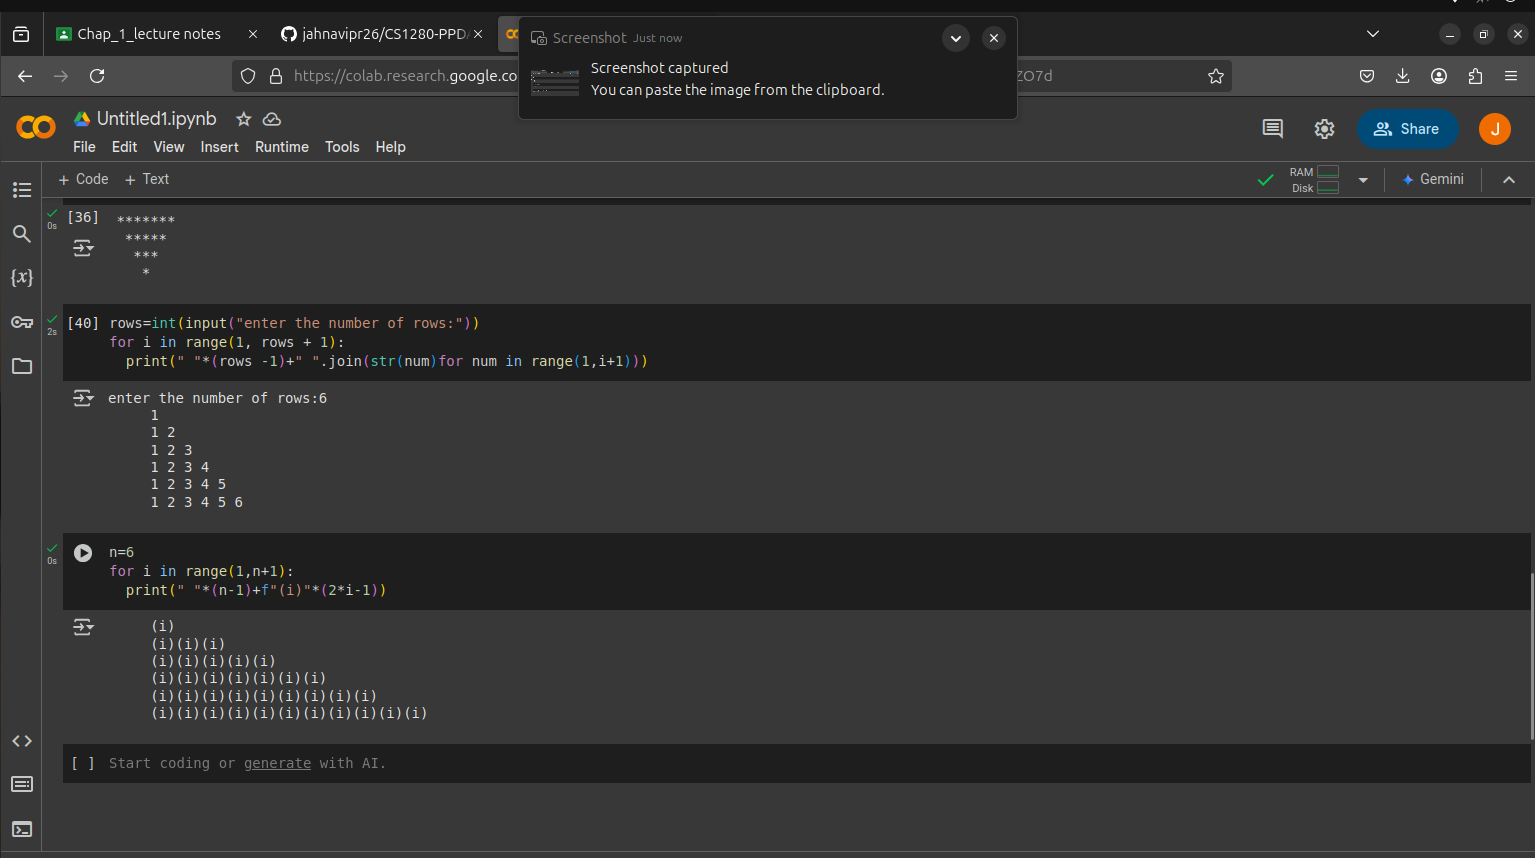 Chap_1_lecture notes
jahnavipr26/CS1280-PPD
Screenshot Just now
Screenshot captured
You can paste the image from the clipboard.
https://colab.research.google.co
ZO7d
Untitled1.ipynb
File Edit View Insert Runtime Tools Help
Share
J
+ Code + Text
RAM
Disk
Gemini
[36] *******
0s
*****
***
*
{x}
[40] rows=int(input("enter the number of rows:"))
2s
for i in range(1, rows + 1):
print(" "*(rows -1)+" ".join(str(num)for num in range(1,i+1)))
enter the number of rows:6
1
1 2
1 2 3
1 2 3 4
1 2 3 4 5
1 2 3 4 5 6
n=6
0s
for i in range(1,n+1):
print(" "*(n-1)+f"(i)"*(2*i-1))
(i)
(i)(i)(i)
(i)(i)(i)(i)(i)
(i)(i)(i)(i)(i)(i)(i)
(i)(i)(i)(i)(i)(i)(i)(i)(i)
(i)(i)(i)(i)(i)(i)(i)(i)(i)(i)(i)
[ ] Start coding or generate with AI.